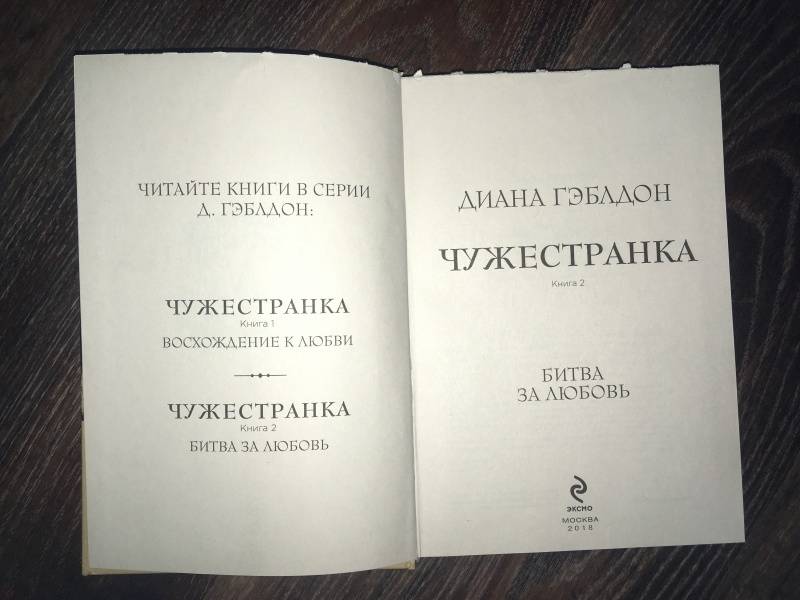 ЧИТАЙТЕ КНИГИ В СЕРИИ
Д. ГЭБЛДОН:
ЧУЖЕСТРАНКА
Книга 1
ВОСХОЖДЕНИЕ К ЛЮБВИ
ЧУЖЕСТРАНКА
Книга 2
БИТВА ЗА ЛЮБОВЬ
ДИАНА ГЭБЛДОН
ЧУЖЕСТРАНКА
Книга 2
БИТВА
ЗА ЛЮБОВЬ
ЭКСМО
МОСКВА
2018